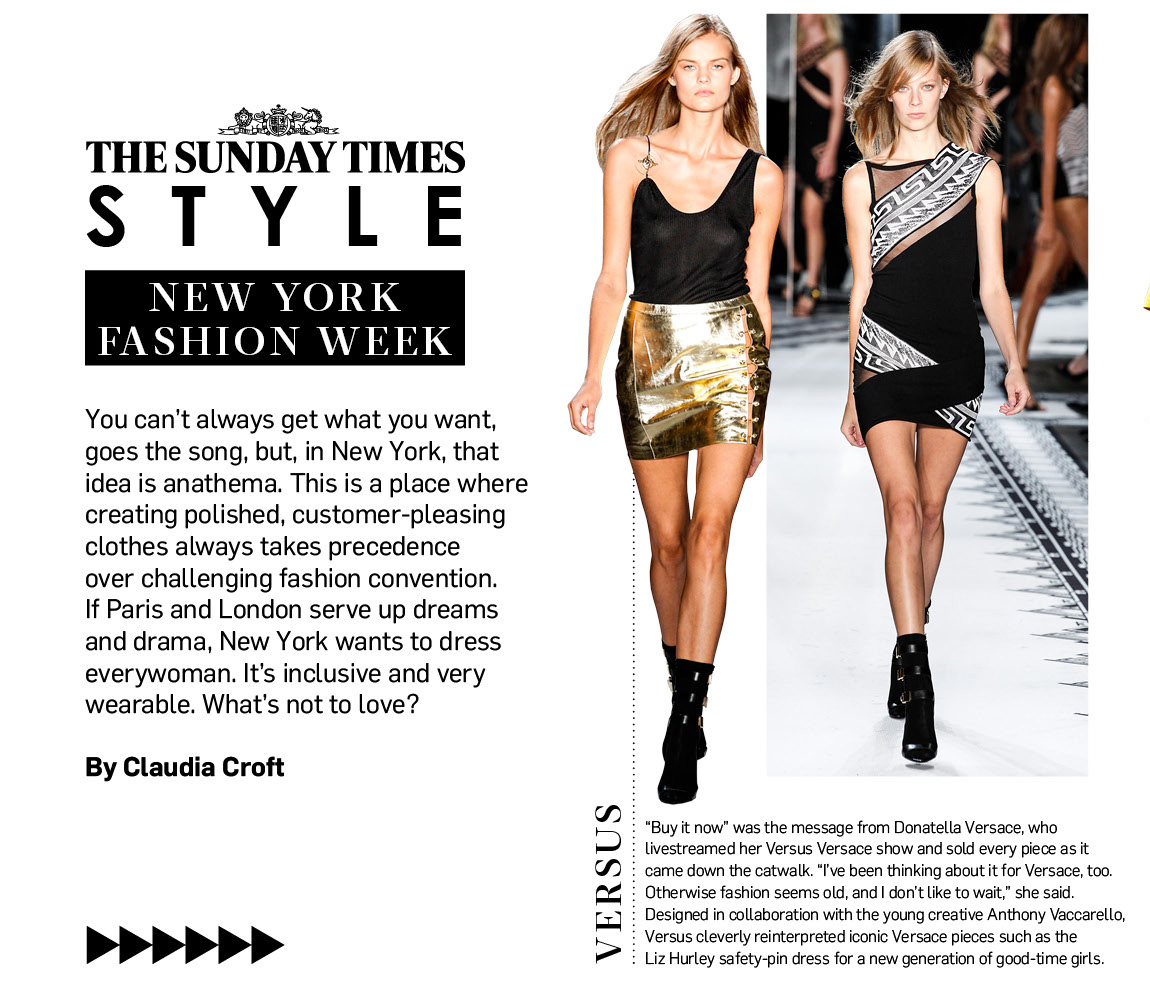 THE SUNDAY TIMES
STYLE
NEW YORK
FASHION WEEK
You can’t always get what you want,
goes the song, but, in New York, that
idea is anathema. This is a place where
creating polished, customer-pleasing
clothes always takes precedence
over challenging fashion convention.
If Paris and London serve up dreams
and drama, New York wants to dress
everywoman. It’s inclusive and very
wearable. What’s not to love?
By Claudia Croft
VERSUS
“Buy it now” was the message from Donatella Versace, who
livestreamed her Versus Versace show and sold every piece as it
came down the catwalk. “I’ve been thinking about it for Versace, too.
Otherwise fashion seems old, and I don’t like to wait,” she said.
Designed in collaboration with the young creative Anthony Vaccarello,
Versus cleverly reinterpreted iconic Versace pieces such as the
Liz Hurley safety-pin dress for a new generation of good-time girls.